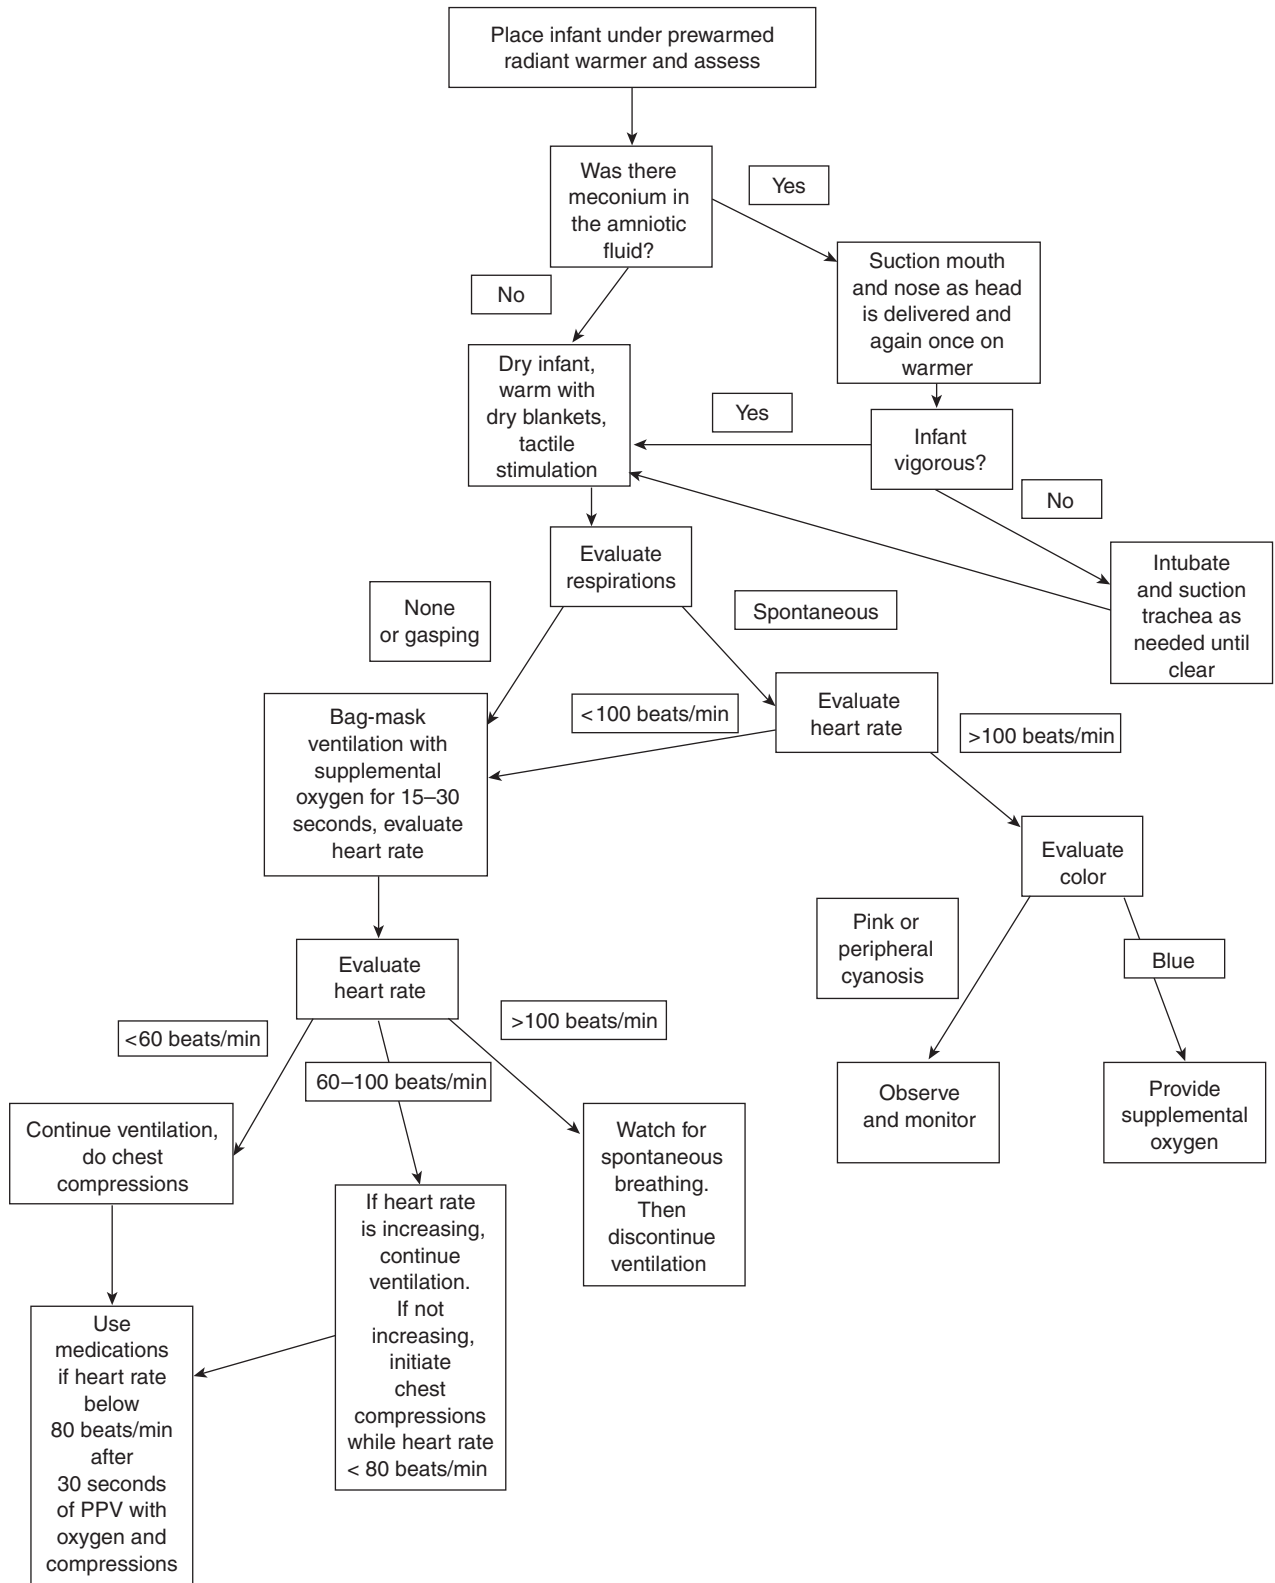 Place infant under prewarmed
radiant warmer and assess
Was there
meconium in
the amniotic
fluid?
Yes
No
Suction mouth
and nose as head
is delivered and
again once on
warmer
Dry infant,
warm with
dry blankets,
tactile
stimulation
Yes
Infant
vigorous?
No
Evaluate
respirations
Intubate
and suction
trachea as
needed until
clear
None
or gasping
Spontaneous
Bag-mask
ventilation with
supplemental
oxygen for 15–30
seconds, evaluate
heart rate
<100 beats/min
Evaluate
heart rate
>100 beats/min
Evaluate
color
Pink or
peripheral
cyanosis
Blue
Evaluate
heart rate
<60 beats/min
>100 beats/min
60–100 beats/min
Observe
and monitor
Provide
supplemental
oxygen
Continue ventilation,
do chest
compressions
Watch for
spontaneous
breathing.
Then
discontinue
ventilation
If heart rate
is increasing,
continue
ventilation.
If not
increasing,
initiate
chest
compressions
while heart rate
< 80 beats/min
Use
medications
if heart rate
below
80 beats/min
after
30 seconds
of PPV with
oxygen and
compressions